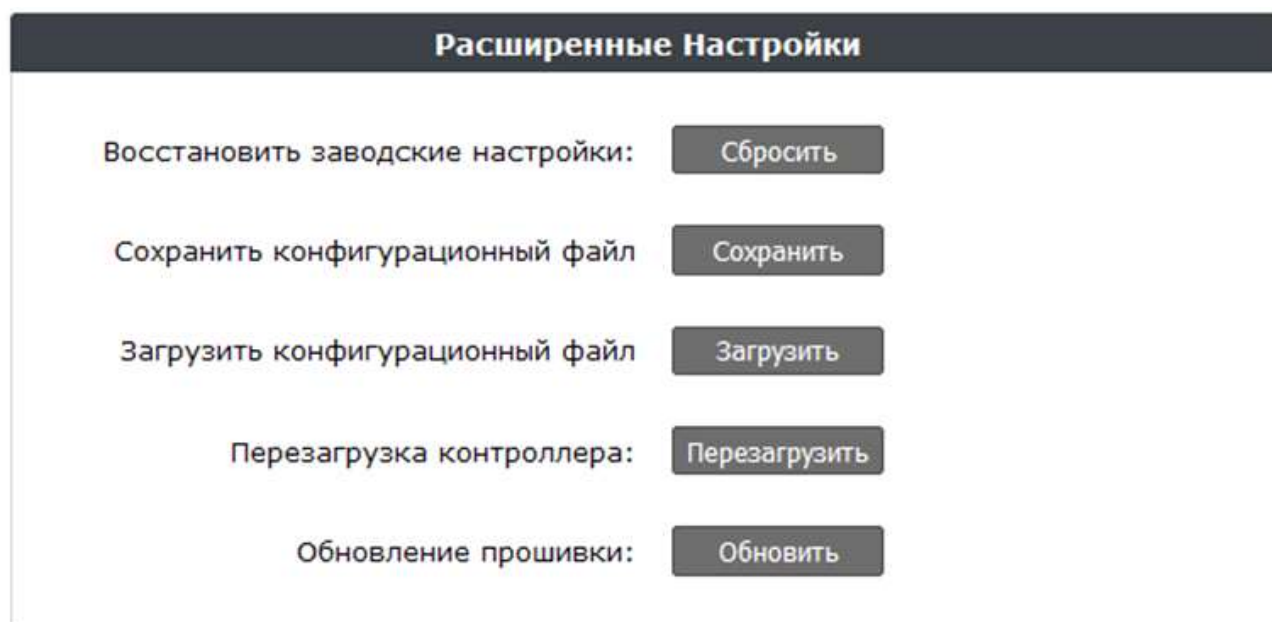 Расширенные Настройки
Восстановить заводские настройки: Сбросить
Сохранить конфигурационный файл Сохранить
Загрузить конфигурационный файл Загрузить
Перезагрузка контроллера: Перезагрузить
Обновление прошивки: Обновить